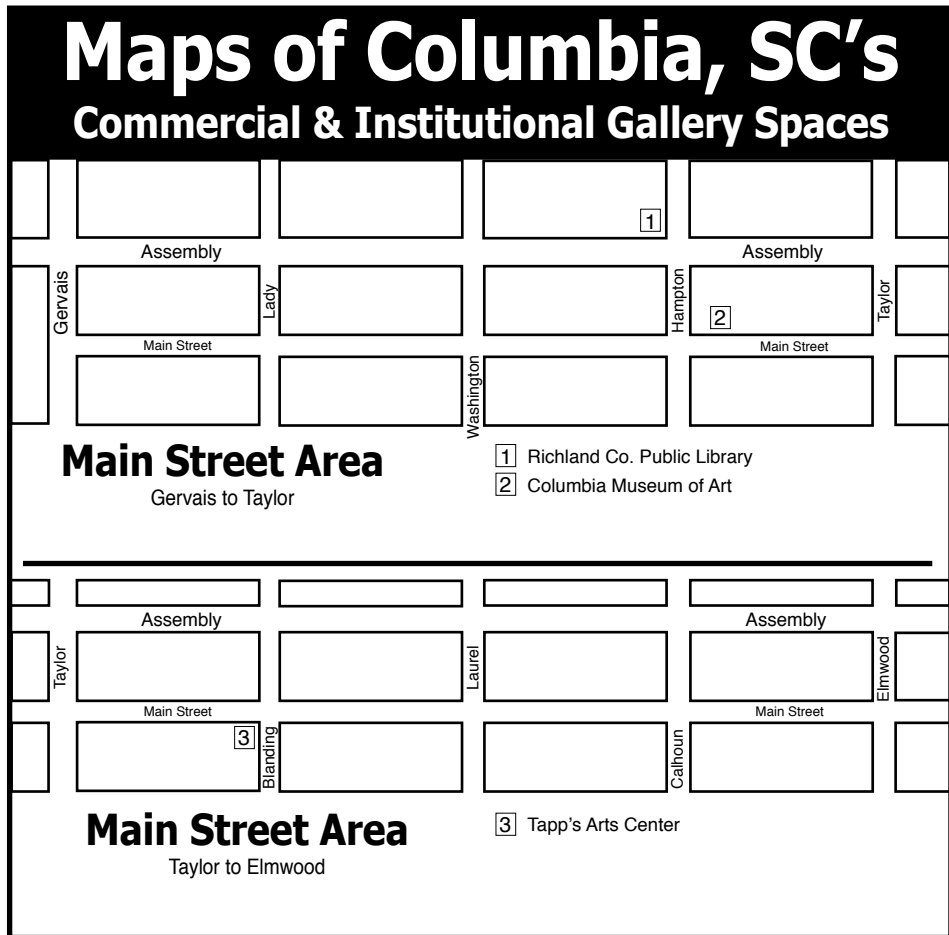 Maps of Columbia, SC's
Commercial & Institutional Gallery Spaces
1
Assembly
Assembly
Gervais
Lady
Hampton
Taylor
2
Main Street
Main Street
Washington
Main Street Area
Gervais to Taylor
1 Richland Co. Public Library
2 Columbia Museum of Art
Assembly
Assembly
Taylor
Laurel
Elmwood
Main Street
Main Street
3
Blanding
Calhoun
Main Street Area
Taylor to Elmwood
3 Tapp's Arts Center